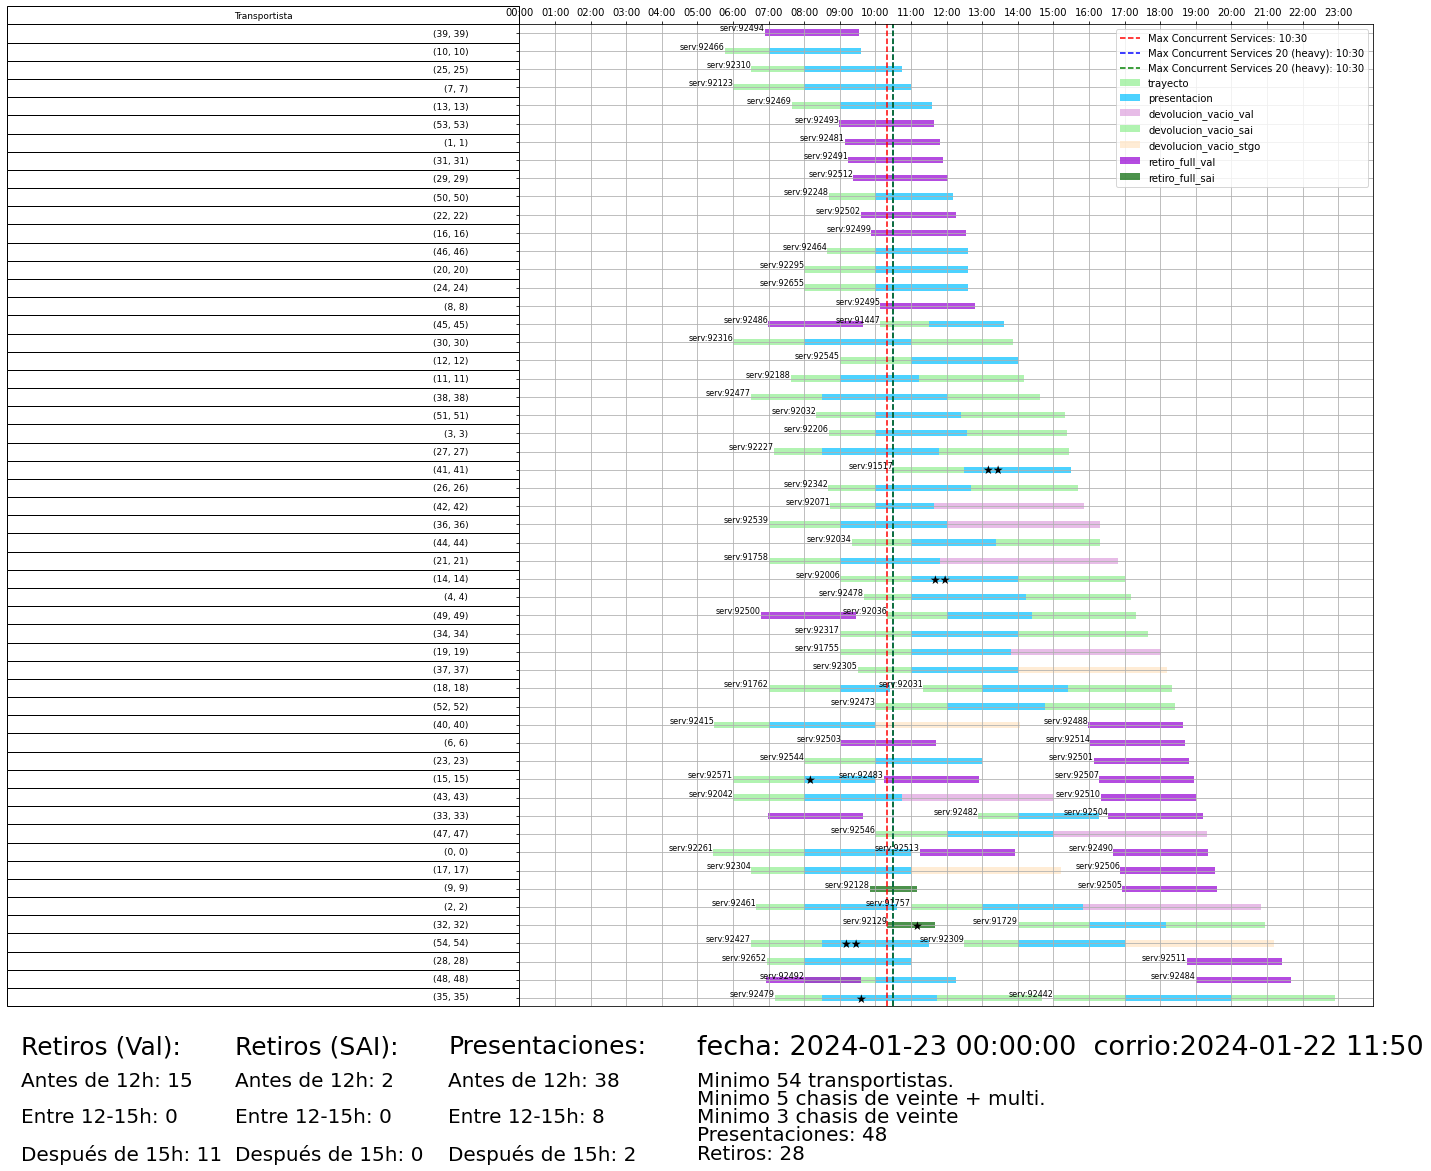 Transportista
00:00 01:00 02:00 03:00 04:00 05:00 06:00 07:00 08:00 09:00 10:00 11:00 12:00 13:00 14:00 15:00 16:00 17:00 18:00 19:00 20:00 21:00 22:00 23:00
Max Concurrent Services: 10:30
Max Concurrent Services 20 (heavy): 10:30
Max Concurrent Services 20 (heavy): 10:30
trayecto
presentacion
devolucion_vacio_val
devolucion_vacio_sai
devolucion_vacio_stgo
retiro_full_val
retiro_full_sai
(39, 39) serv:92494
(10, 10) serv:92466
(25, 25) serv:92310
(7, 7) serv:92123
(13, 13) serv:92469
(53, 53) serv:92493
(1, 1) serv:92481
(31, 31) serv:92491
(29, 29) serv:92512
(50, 50) serv:92248
(22, 22) serv:92502
(16, 16) serv:92499
(46, 46) serv:92464
(20, 20) serv:92295
(24, 24) serv:92655
(8, 8) serv:92495
(45, 45) serv:92486 serv:91447
(30, 30) serv:92316
(12, 12) serv:92545
(11, 11) serv:92188
(38, 38) serv:92477
(51, 51) serv:92032
(3, 3) serv:92206
(27, 27) serv:92227
(41, 41) serv:91517
(26, 26) serv:92342
(42, 42) serv:92071
(36, 36) serv:92539
(44, 44) serv:92034
(21, 21) serv:91758
(14, 14) serv:92006
(4, 4) serv:92478
(49, 49) serv:92500 serv:92036
(34, 34) serv:92317
(19, 19) serv:91755
(37, 37) serv:92305
(18, 18) serv:91762 serv:92031
(52, 52) serv:92473
(40, 40) serv:92415 serv:92488
(6, 6) serv:92503 serv:92514
(23, 23) serv:92544 serv:92501
(15, 15) serv:92571 serv:92483 serv:92507
(43, 43) serv:92042 serv:92510
(33, 33) serv:92482 serv:92504
(47, 47) serv:92546
(0, 0) serv:92261 serv:92513 serv:92490
(17, 17) serv:92304 serv:92506
(9, 9) serv:92128 serv:92505
(2, 2) serv:92461 serv:91757
(32, 32) serv:92129 serv:91729
(54, 54) serv:92427 serv:92309
(28, 28) serv:92652 serv:92511
(48, 48) serv:92492 serv:92484
(35, 35) serv:92479 serv:92442
Retiros (Val):
Antes de 12h: 15
Entre 12-15h: 0
Después de 15h: 11
Retiros (SAI):
Antes de 12h: 2
Entre 12-15h: 0
Después de 15h: 0
Presentaciones:
Antes de 12h: 38
Entre 12-15h: 8
Después de 15h: 2
fecha: 2024-01-23 00:00:00 corrio:2024-01-22 11:50
Minimo 54 transportistas.
Minimo 5 chasis de veinte + multi.
Minimo 3 chasis de veinte
Presentaciones: 48
Retiros: 28